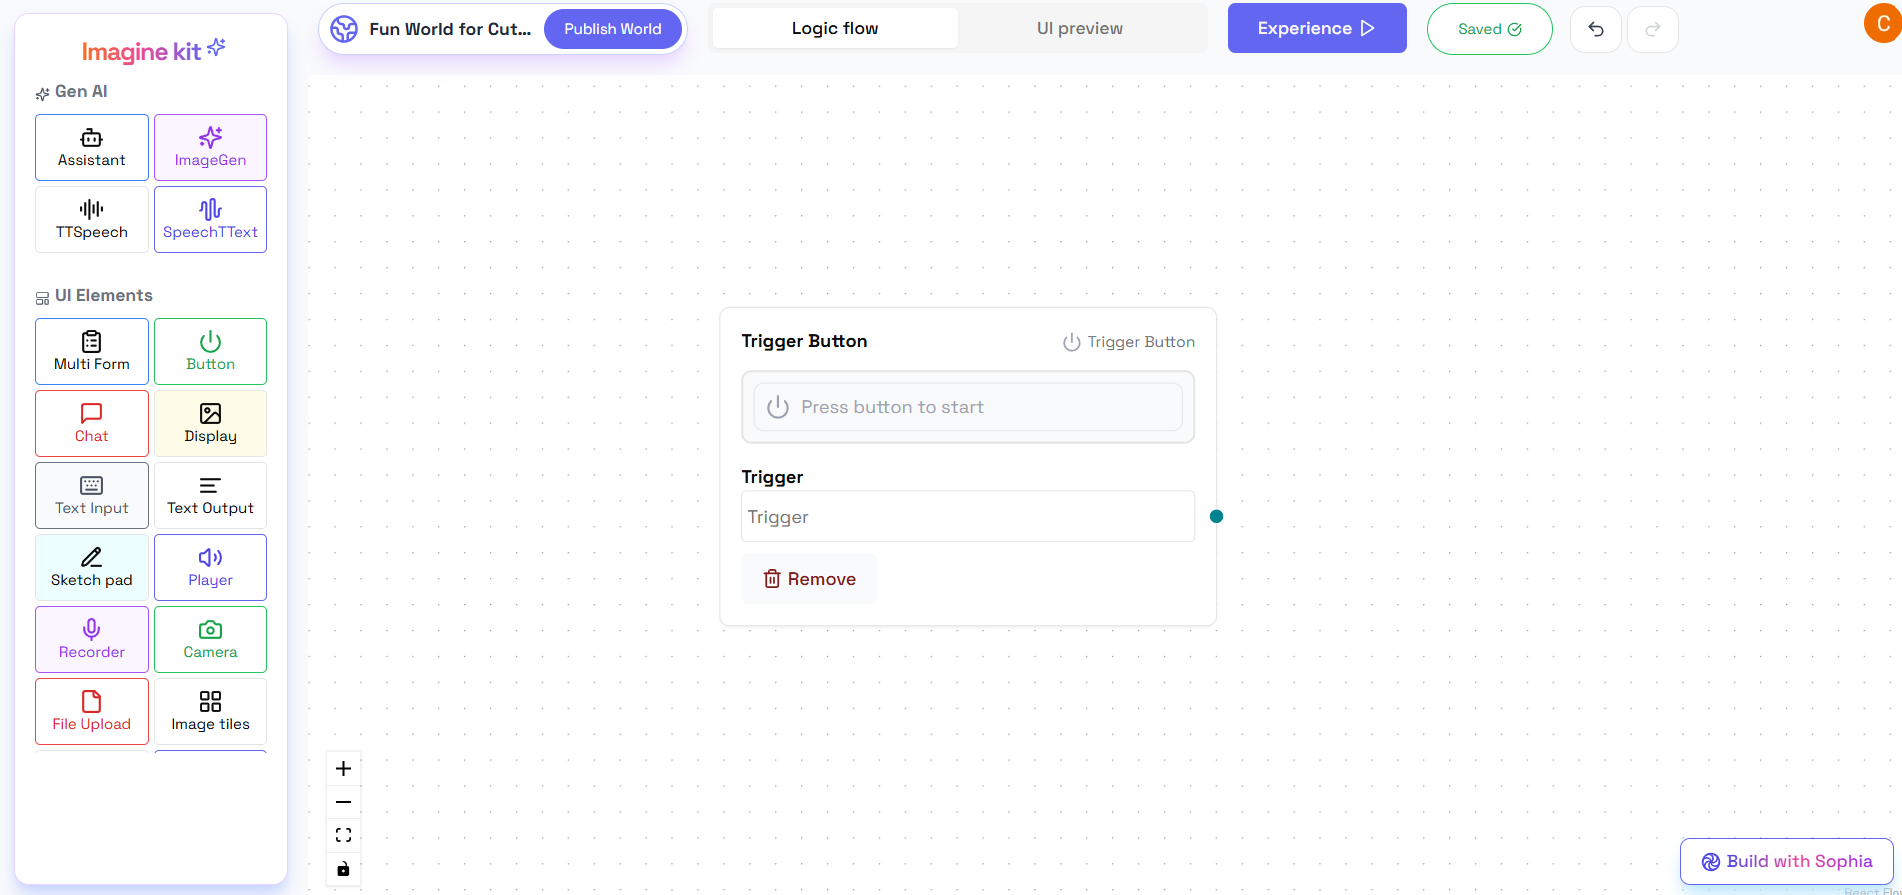 Imagine kit
Gen AI
Assistant
ImageGen
TTSpeech
SpeechTText
UI Elements
Multi Form
Button
Chat
Display
Text Input
Text Output
Sketch pad
Player
Recorder
Camera
File Upload
Image tiles
Fun World for Cut...
Publish World
Logic flow
UI preview
Experience
Saved
C
Trigger Button
Trigger Button
Press button to start
Trigger
Trigger
Remove
Build with Sophia